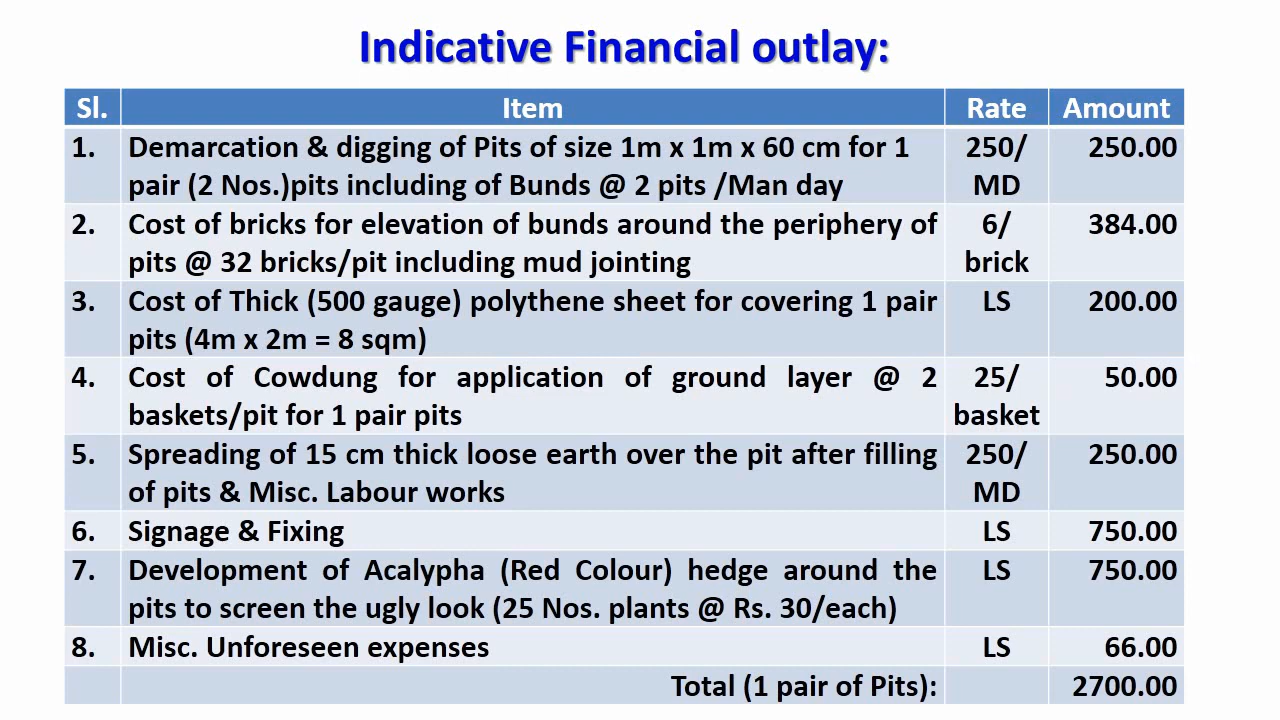 Indicative Financial outlay:
Sl. Item Rate Amount
1. Demarcation & digging of Pits of size 1m x 1m x 60 cm for 1 250/ 250.00
pair (2 Nos.)pits including of Bunds @ 2 pits /Man day MD
2. Cost of bricks for elevation of bunds around the periphery of 6/ 384.00
pits @ 32 bricks/pit including mud jointing brick
3. Cost of Thick (500 gauge) polythene sheet for covering 1 pair LS 200.00
pits (4m x 2m = 8 sqm)
4. Cost of Cowdung for application of ground layer @ 2 25/ 50.00
baskets/pit for 1 pair pits basket
5. Spreading of 15 cm thick loose earth over the pit after filling 250/ 250.00
of pits & Misc. Labour works MD
6. Signage & Fixing LS 750.00
7. Development of Acalypha (Red Colour) hedge around the LS 750.00
pits to screen the ugly look (25 Nos. plants @ Rs. 30/each)
8. Misc. Unforeseen expenses LS 66.00
Total (1 pair of Pits): 2700.00